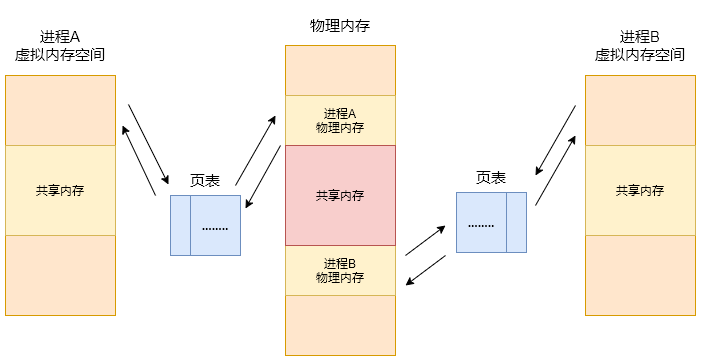 进程A
虚拟内存空间
共享内存
页表
........
物理内存
进程A
物理内存
共享内存
进程B
物理内存
页表
........
进程B
虚拟内存空间
共享内存